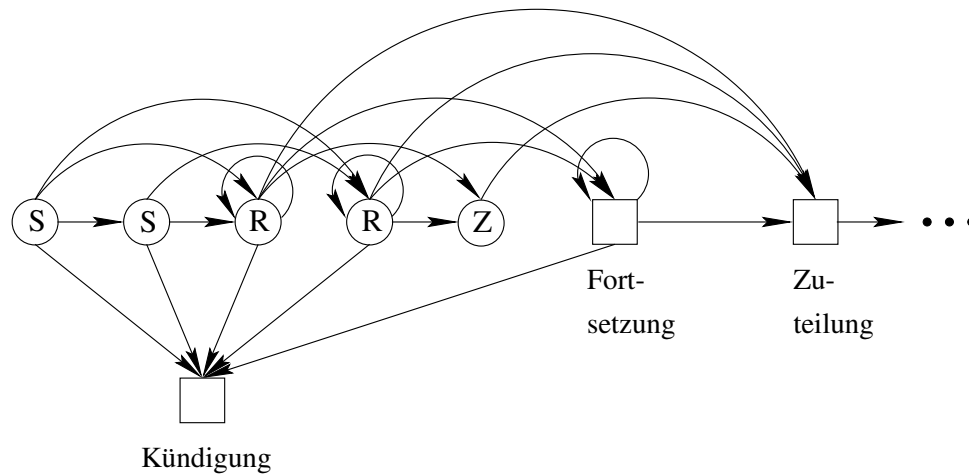 S S R R Z
Fort-
setzung
Zu-
teilung
Kündigung